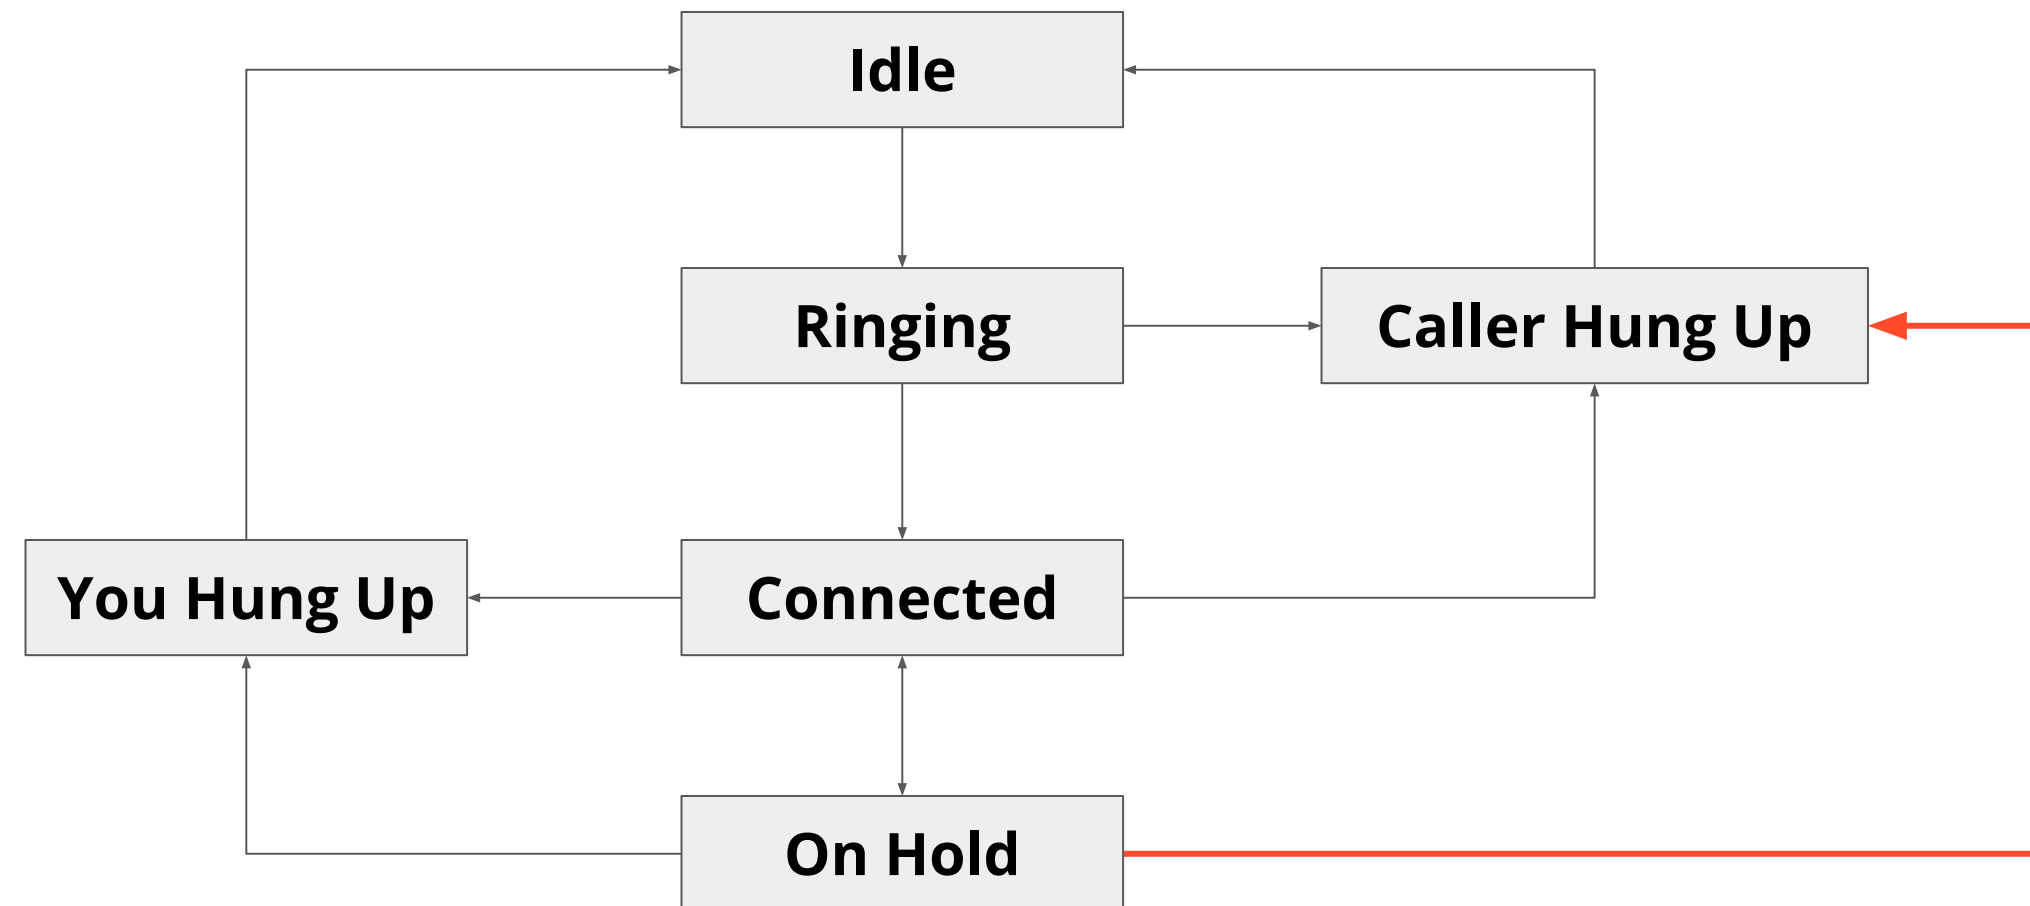 Idle
Ringing
Caller Hung Up
You Hung Up
Connected
On Hold